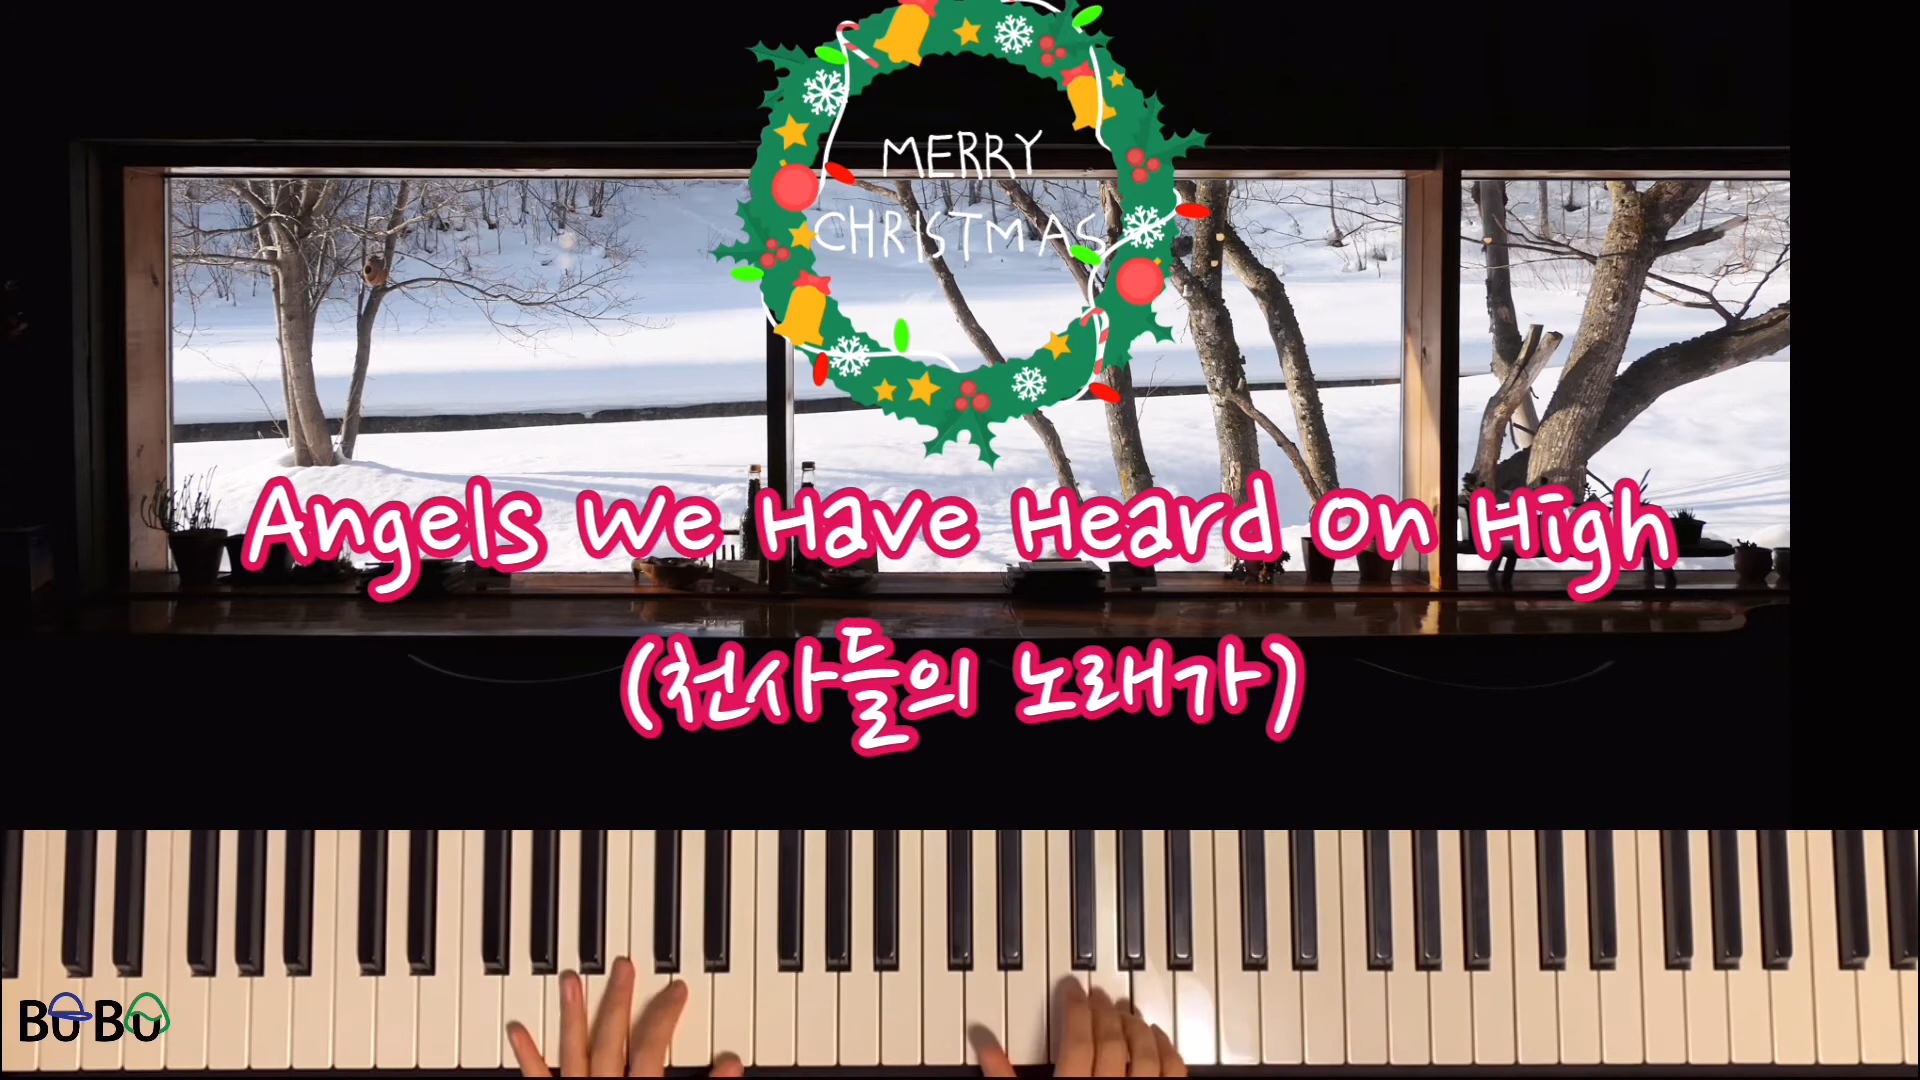 MERRY
CHRISTMAS
Angels We Have Heard On High
(천사들의 노래가)
BUBU